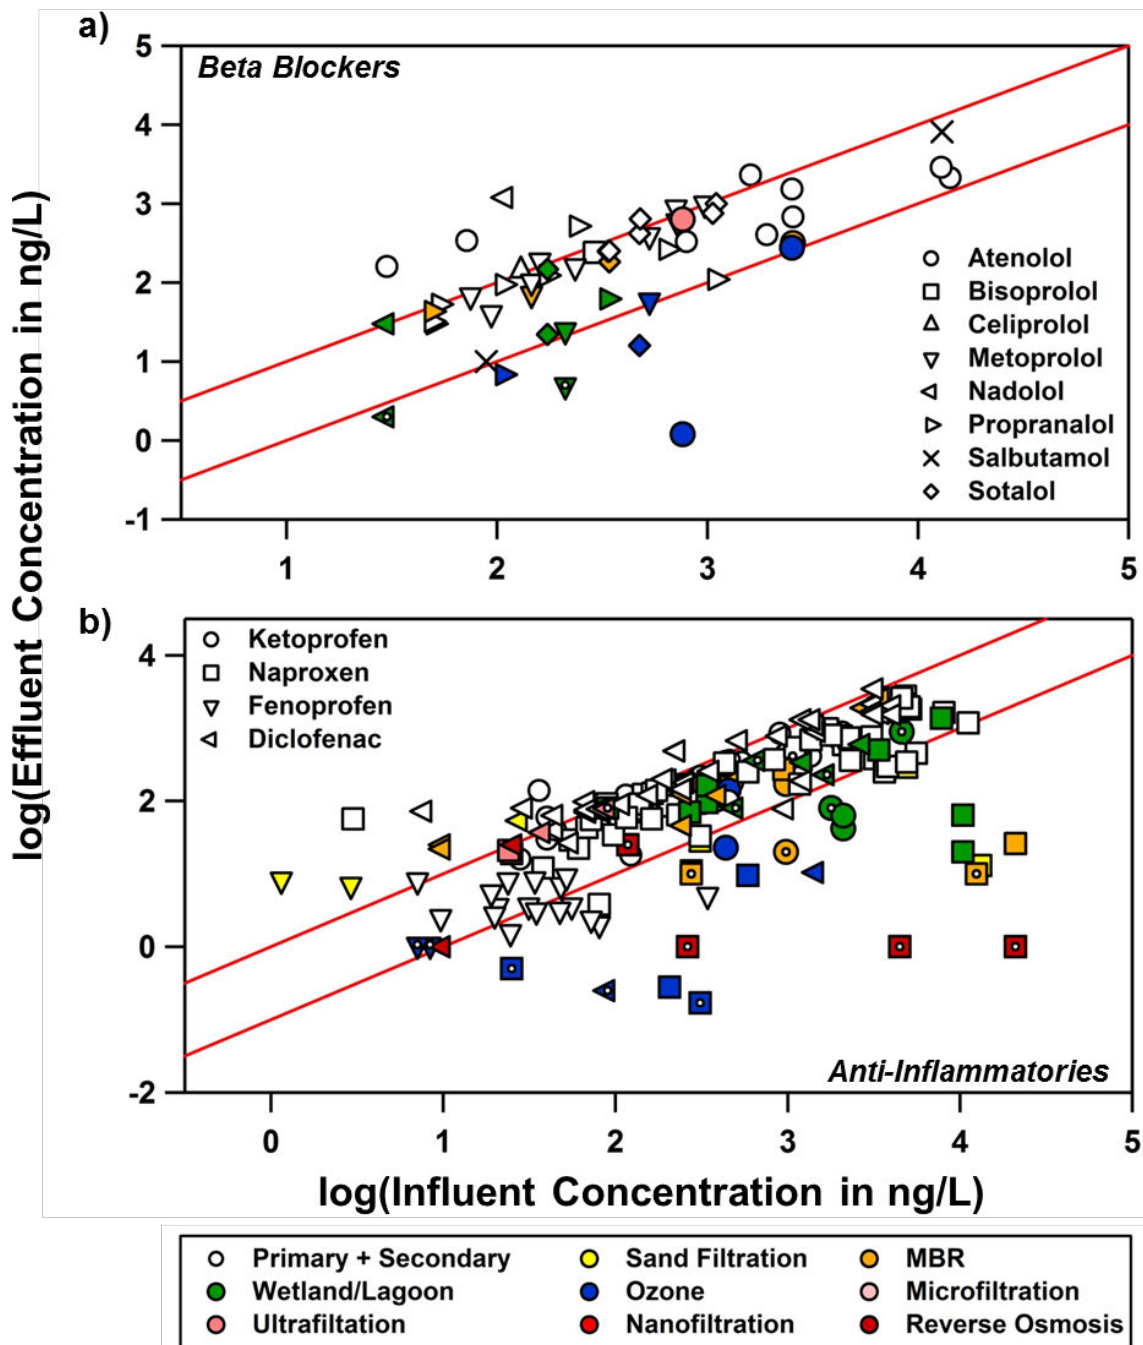 a)
Beta Blockers
5
4
3
2
1
0
-1
Atenolol
Bisoprolol
Celiprolol
Metoprolol
Nadolol
Propranalol
Salbutamol
Sotalol
1 2 3 4 5
log(Effluent Concentration in ng/L)
b)
Ketoprofen
Naproxen
Fenoprofen
Diclofenac
4
2
0
-2
Anti-Inflammatories
0 1 2 3 4 5
log(Influent Concentration in ng/L)
Primary + Secondary Sand Filtration MBR
Wetland/Lagoon Ozone Microfiltration
Ultrafiltation Nanofiltration Reverse Osmosis